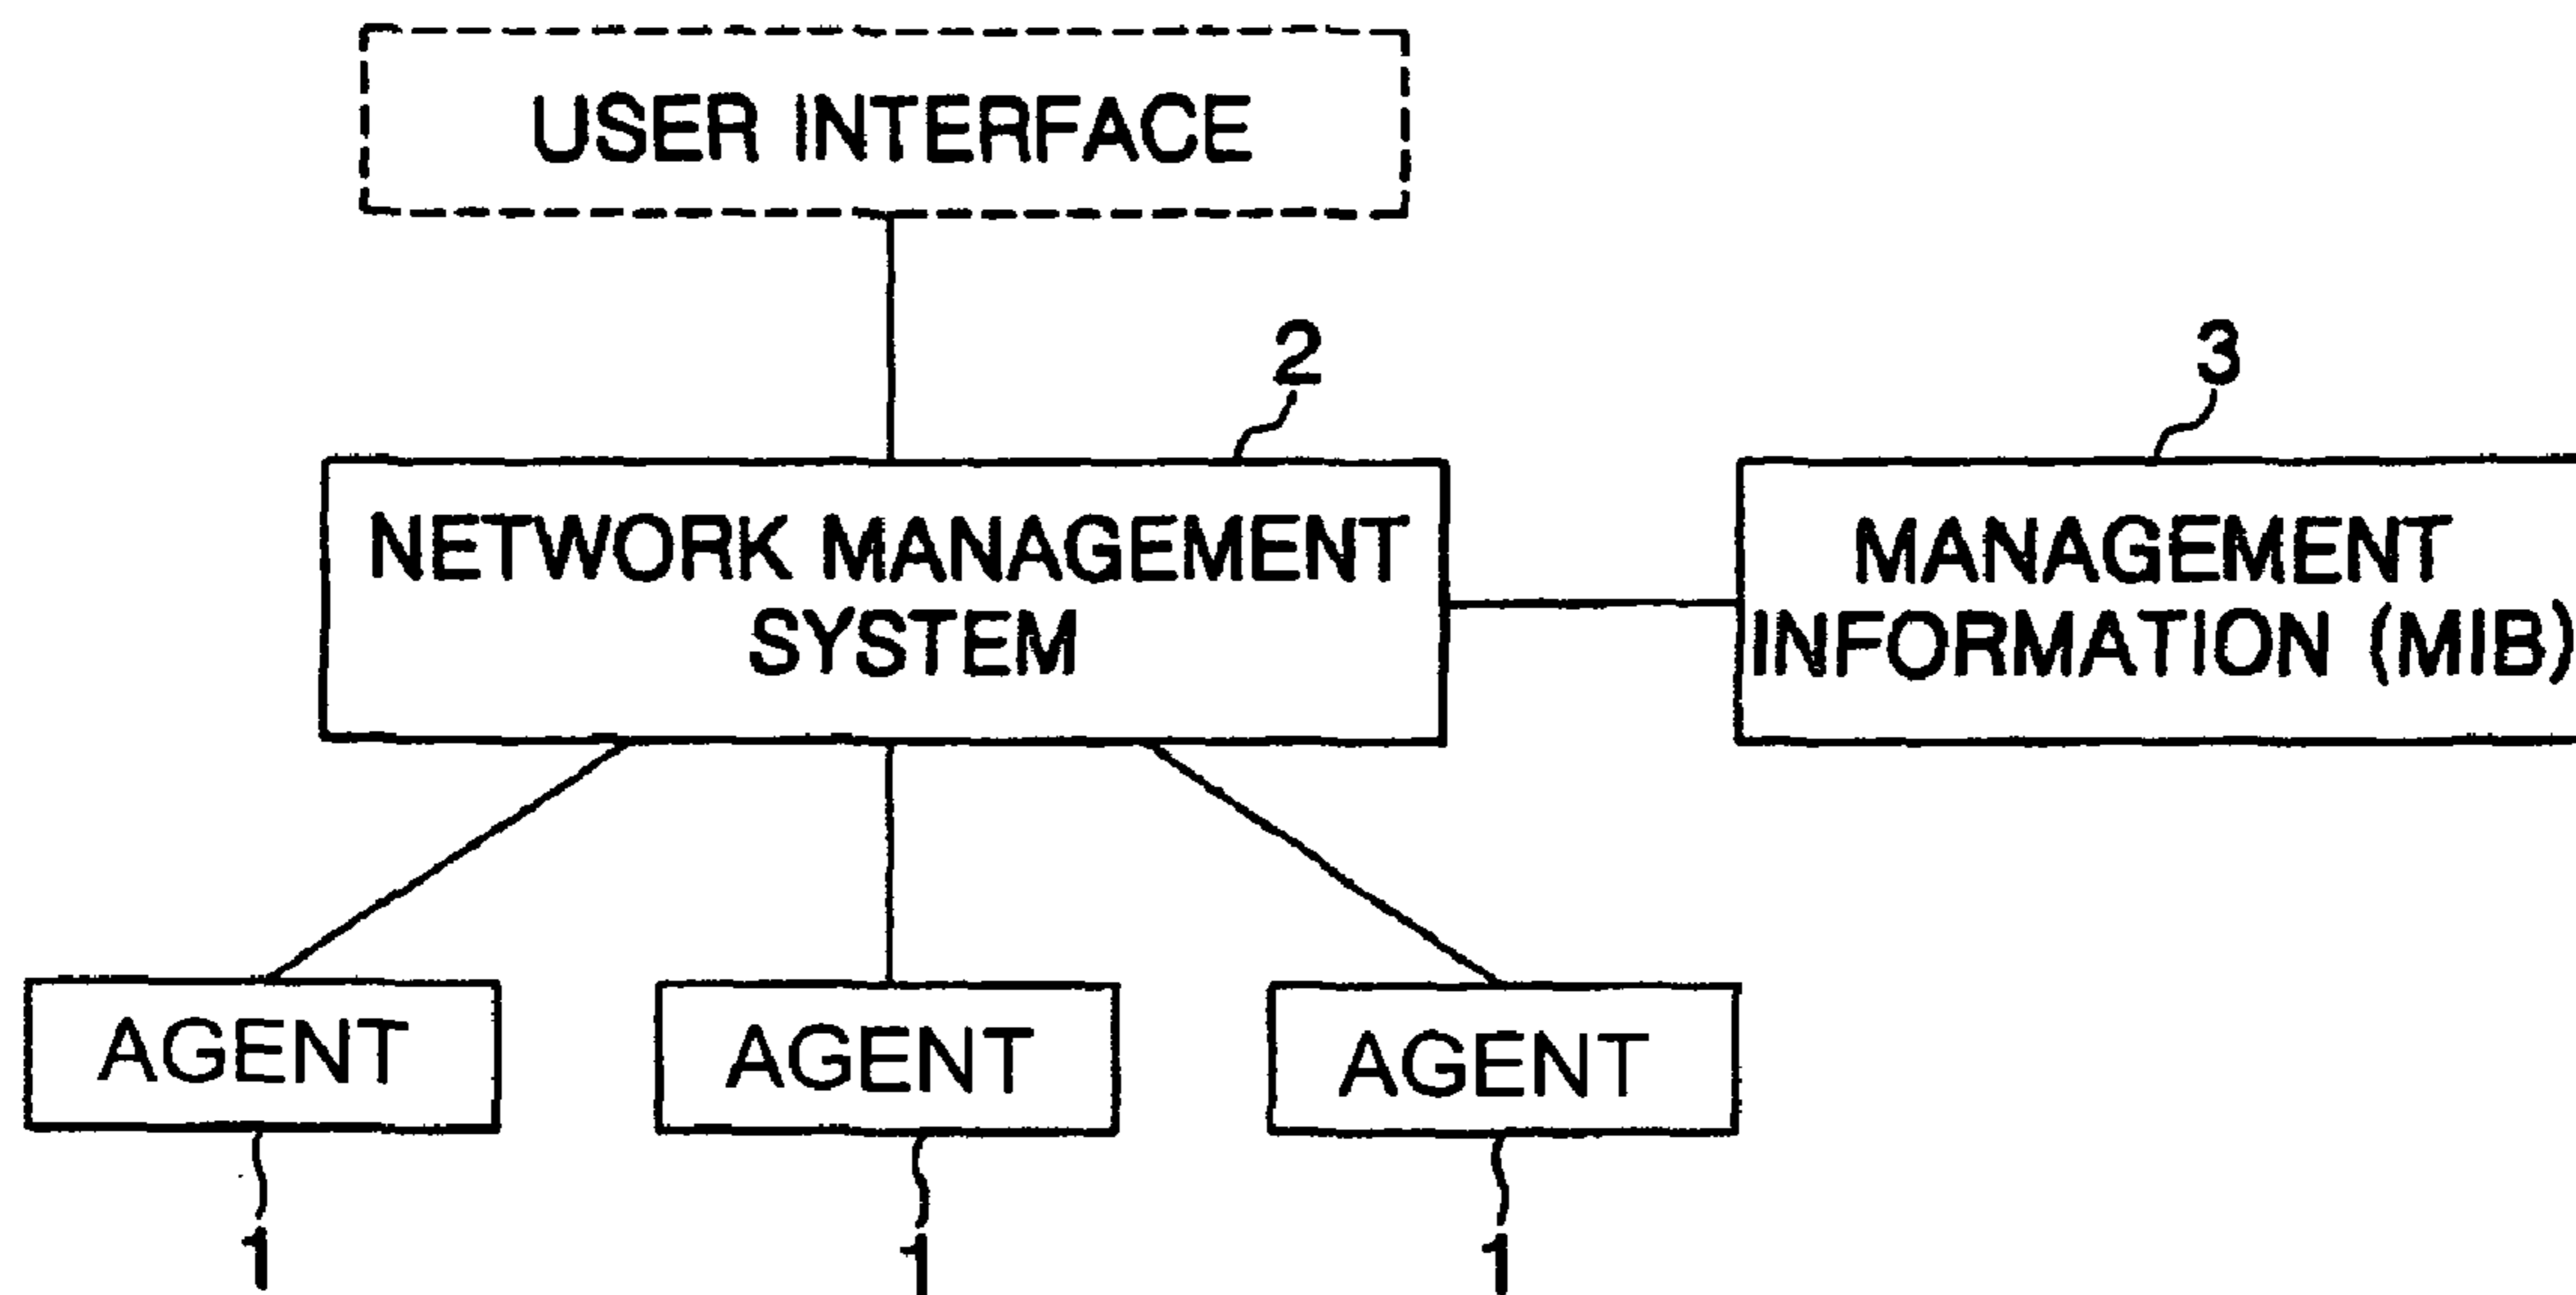 USER INTERFACE
2
3
NETWORK MANAGEMENT
SYSTEM
MANAGEMENT
INFORMATION (MIB)
AGENT
AGENT
AGENT
1
1
1